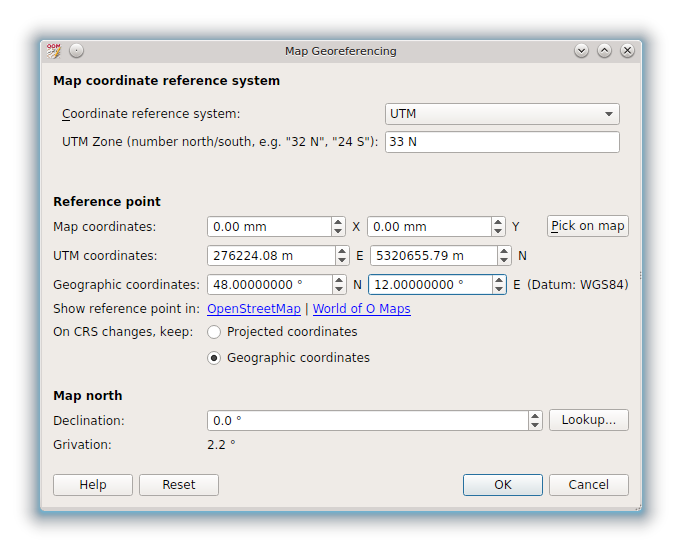 Map Georeferencing
Map coordinate reference system
Coordinate reference system: UTM
UTM Zone (number north/south, e.g. "32 N", "24 S"): 33 N
Reference point
Map coordinates: 0.00 mm X 0.00 mm Y Pick on map
UTM coordinates: 276224.08 m E 5320655.79 m N
Geographic coordinates: 48.00000000 ° N 12.00000000 ° E (Datum: WGS84)
Show reference point in: OpenStreetMap | World of O Maps
On CRS changes, keep: Projected coordinates
Geographic coordinates
Map north
Declination: 0.0 ° Lookup...
Grivation: 2.2 °
Help Reset OK Cancel